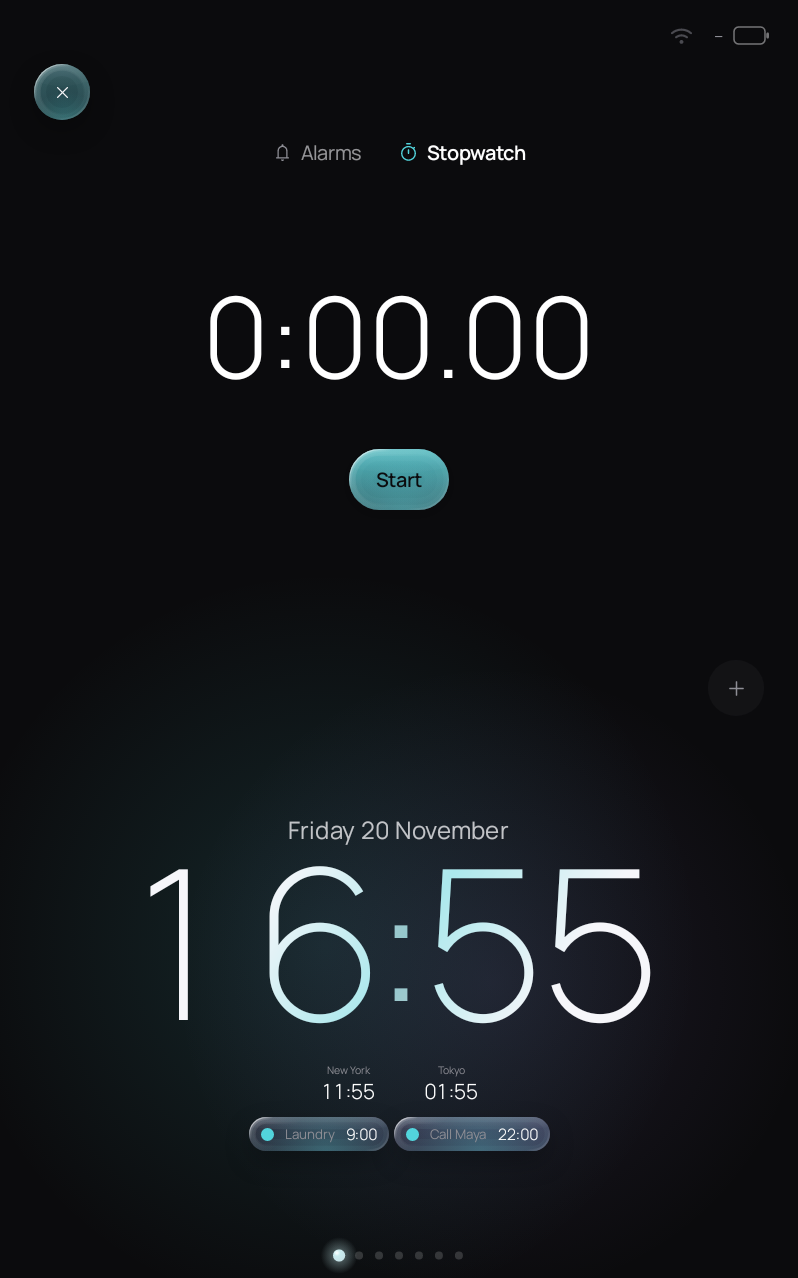 –
Alarms Stopwatch
0:00.00
Start
Friday 20 November
16:55
New York Tokyo
11:55 01:55
Laundry 9:00 Call Maya 22:00